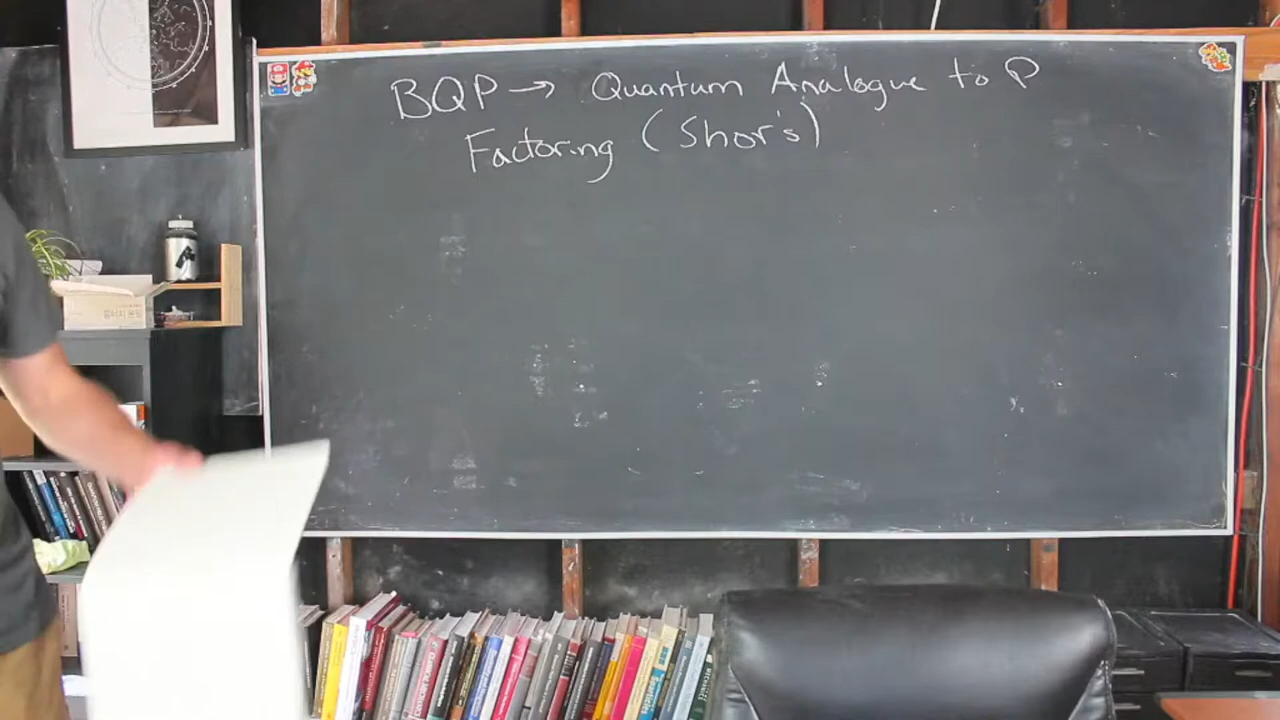 BQP → Quantum Analogue to P
Factoring (Shor's)